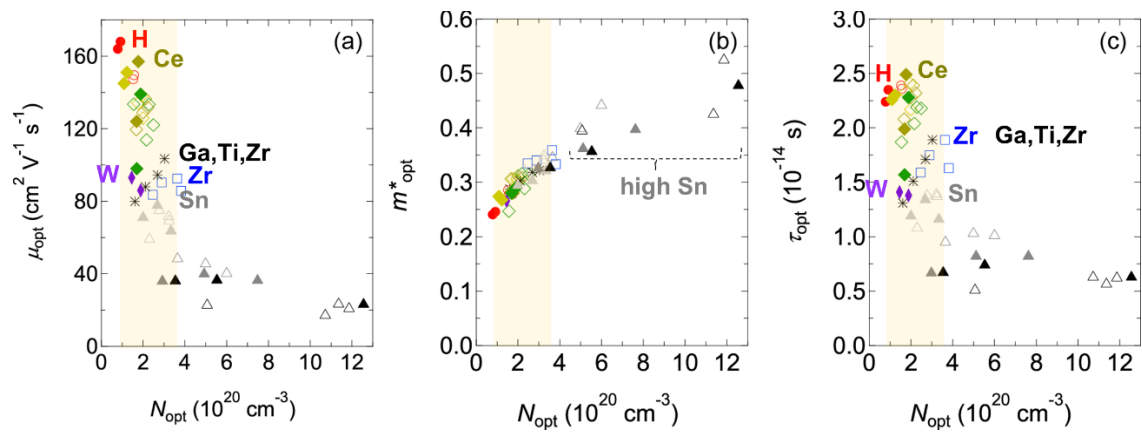 (a)
H
Ce
Ga,Ti,Zr
W
Zr
Sn
160
120
80
40
0
μopt (cm² V⁻¹ s⁻¹)
0 2 4 6 8 10 12
Nopt (10²⁰ cm⁻³)
(b)
high Sn
0.6
0.5
0.4
0.3
0.2
0.1
0.0
m*opt
0 2 4 6 8 10 12
Nopt (10²⁰ cm⁻³)
(c)
H
Ce
Zr Ga,Ti,Zr
W
Sn
3.0
2.5
2.0
1.5
1.0
0.5
0.0
τopt (10⁻¹⁴ s)
0 2 4 6 8 10 12
Nopt (10²⁰ cm⁻³)